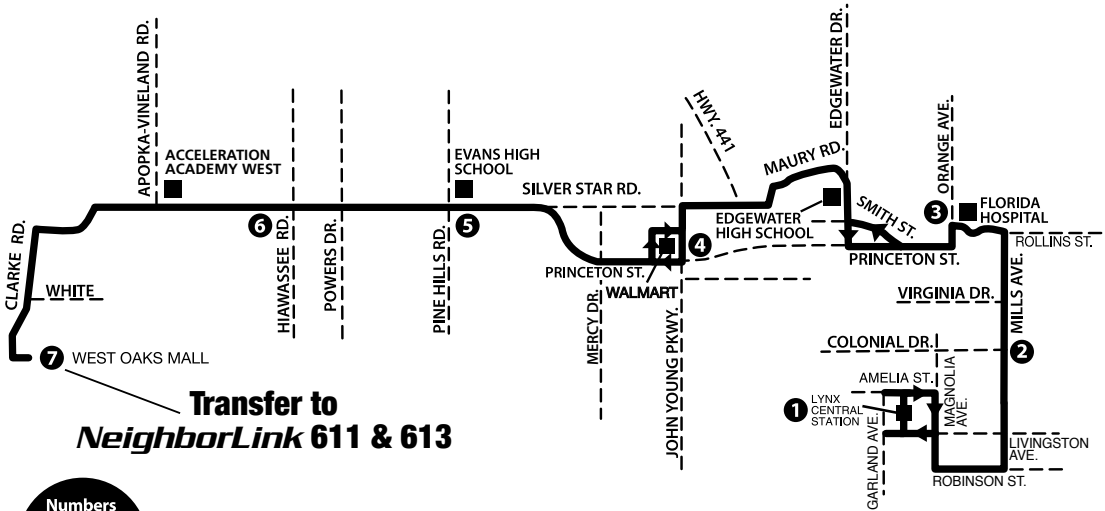 APOPKA-VINELAND RD.
ACCELERATION
ACADEMY WEST
EVANS HIGH
SCHOOL
SILVER STAR RD.
HWY. 441
EDGEWATER DR.
MAURY RD.
ORANGE AVE.
SMITH ST.
3
FLORIDA
HOSPITAL
EDGEWATER
HIGH SCHOOL
ROLLINS ST.
CLARKE RD.
6
HIAWASSEE RD.
POWERS DR.
PINE HILLS RD.
5
4
PRINCETON ST.
PRINCETON ST.
WALMART
WHITE
MERCY DR.
JOHN YOUNG PKWY.
VIRGINIA DR.
MILLS AVE.
COLONIAL DR.
2
7 WEST OAKS MALL
AMELIA ST.
MAGNOLIA
AVE.
1
LYNX
CENTRAL
STATION
GARLAND AVE.
LIVINGSTON
AVE.
ROBINSON ST.
Transfer to
NeighborLink 611 & 613
Numbers